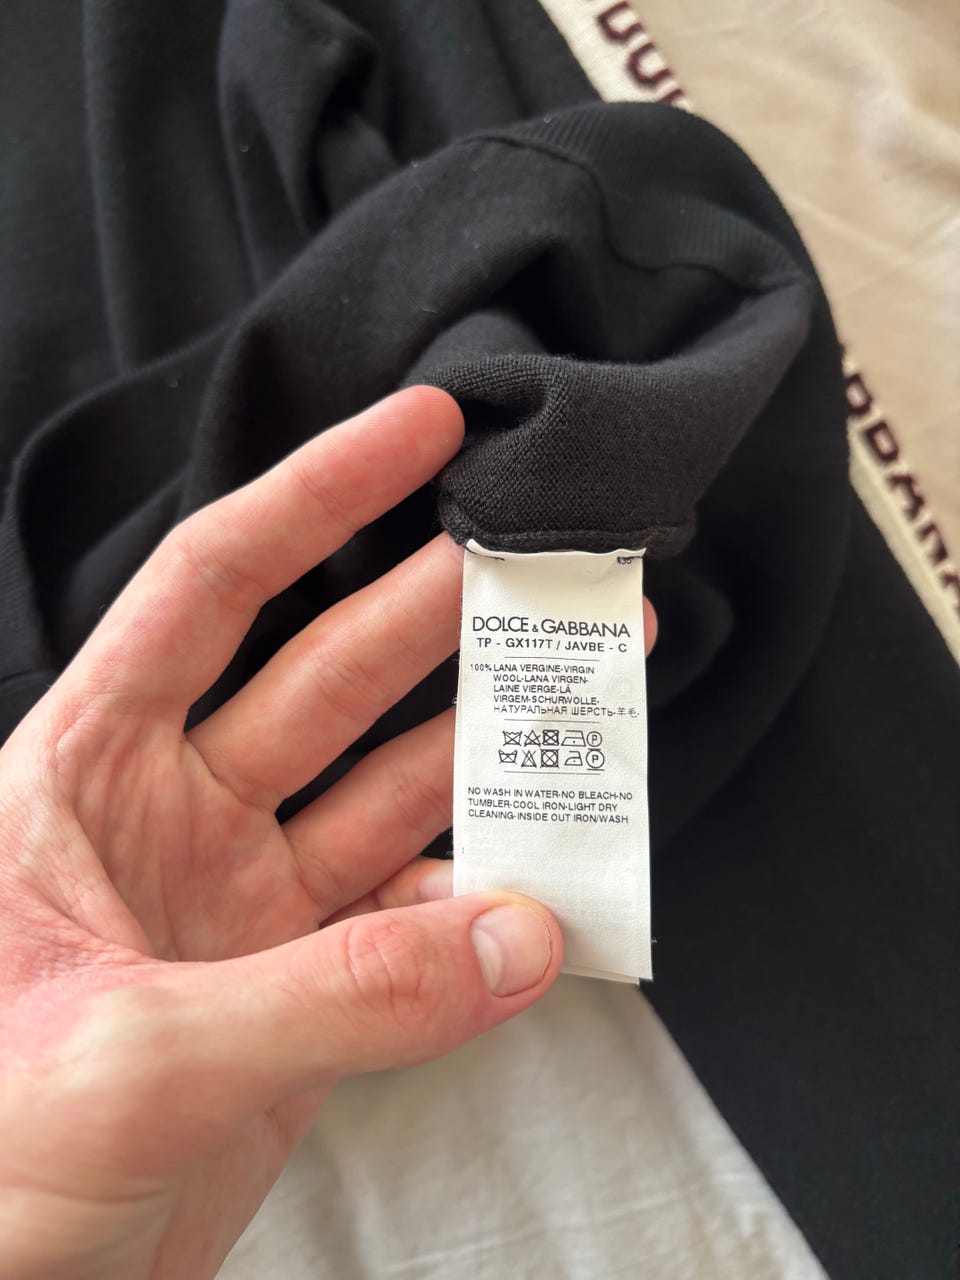 DOLCE & GABBANA
TP - GX117T / JAVBE - C
100% LANA VERGINE-VIRGIN
WOOL-LANA VIRGEN-
LAINE VIERGE-LÃ
VIRGEM-SCHURWOLLE-
НАТУРАЛЬНАЯ ШЕРСТЬ-羊毛-
NO WASH IN WATER-NO BLEACH-NO
TUMBLER-COOL IRON-LIGHT DRY
CLEANING-INSIDE OUT IRON/WASH